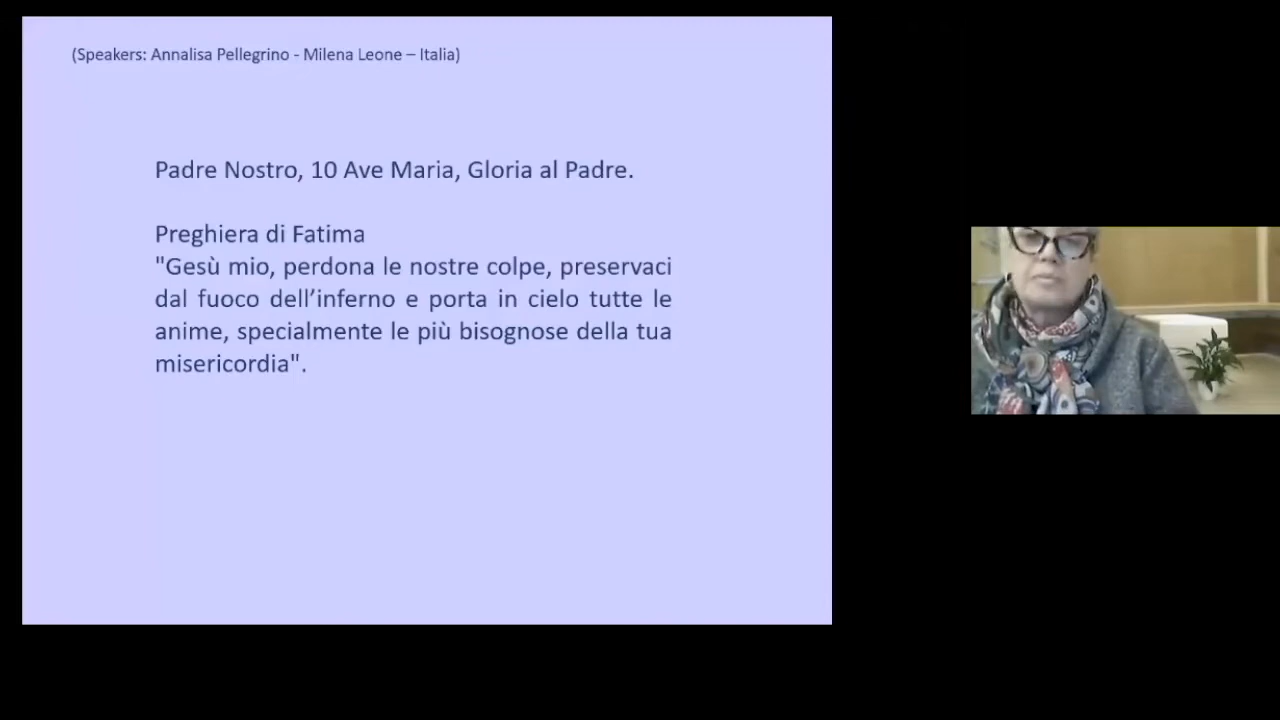 (Speakers: Annalisa Pellegrino - Milena Leone – Italia)
Padre Nostro, 10 Ave Maria, Gloria al Padre.
Preghiera di Fatima
"Gesù mio, perdona le nostre colpe, preservaci
dal fuoco dell’inferno e porta in cielo tutte le
anime, specialmente le più bisognose della tua
misericordia".